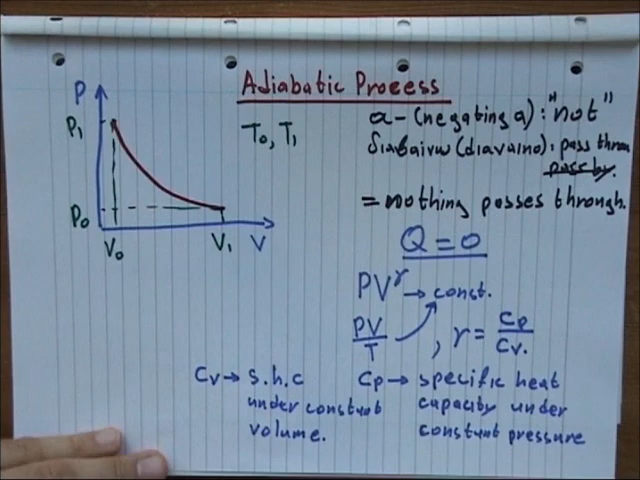 Adiabatic Process
P
P₁
P₀
V₀
V₁
V
T₀, T₁
α-(negating a): "not"
διαβαίνω (diavaino): pass throu
pass by.
= nothing passes through.
Q = 0
PV^γ → const.
PV/T , γ = Cp/Cv.
Cv → s.h.c
under constant
volume.
Cp → specific heat
capacity under
constant pressure